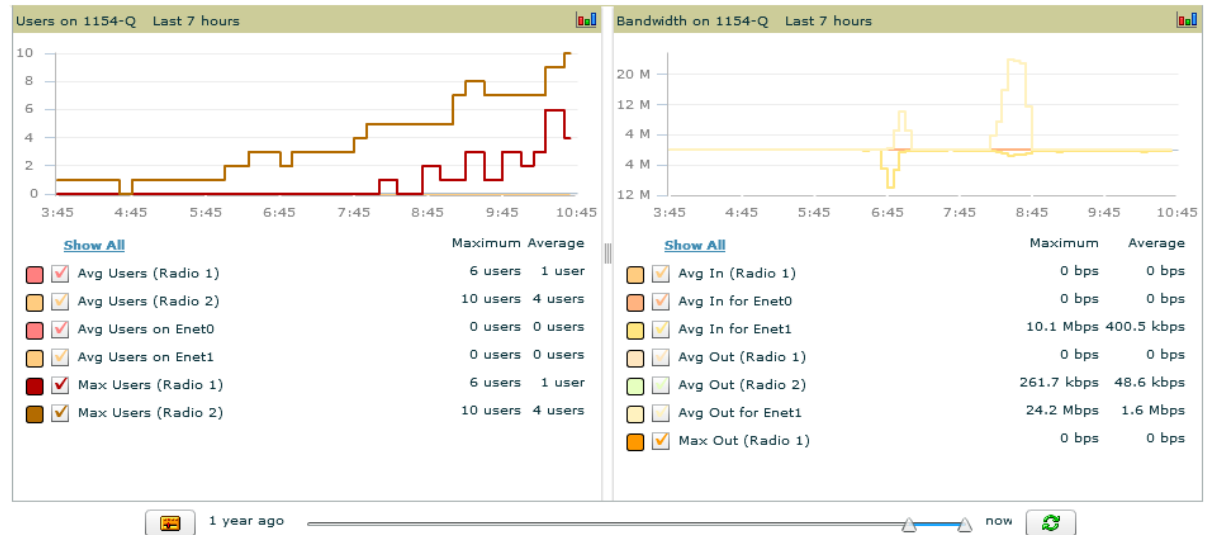 Users on 1154-Q Last 7 hours
10
8
6
4
2
0
3:45 4:45 5:45 6:45 7:45 8:45 9:45 10:45
Show All Maximum Average
Avg Users (Radio 1) 6 users 1 user
Avg Users (Radio 2) 10 users 4 users
Avg Users on Enet0 0 users 0 users
Avg Users on Enet1 0 users 0 users
Max Users (Radio 1) 6 users 1 user
Max Users (Radio 2) 10 users 4 users
Bandwidth on 1154-Q Last 7 hours
20 M
12 M
4 M
4 M
12 M
3:45 4:45 5:45 6:45 7:45 8:45 9:45 10:45
Show All Maximum Average
Avg In (Radio 1) 0 bps 0 bps
Avg In for Enet0 0 bps 0 bps
Avg In for Enet1 10.1 Mbps 400.5 kbps
Avg Out (Radio 1) 0 bps 0 bps
Avg Out (Radio 2) 261.7 kbps 48.6 kbps
Avg Out for Enet1 24.2 Mbps 1.6 Mbps
Max Out (Radio 1) 0 bps 0 bps
1 year ago now